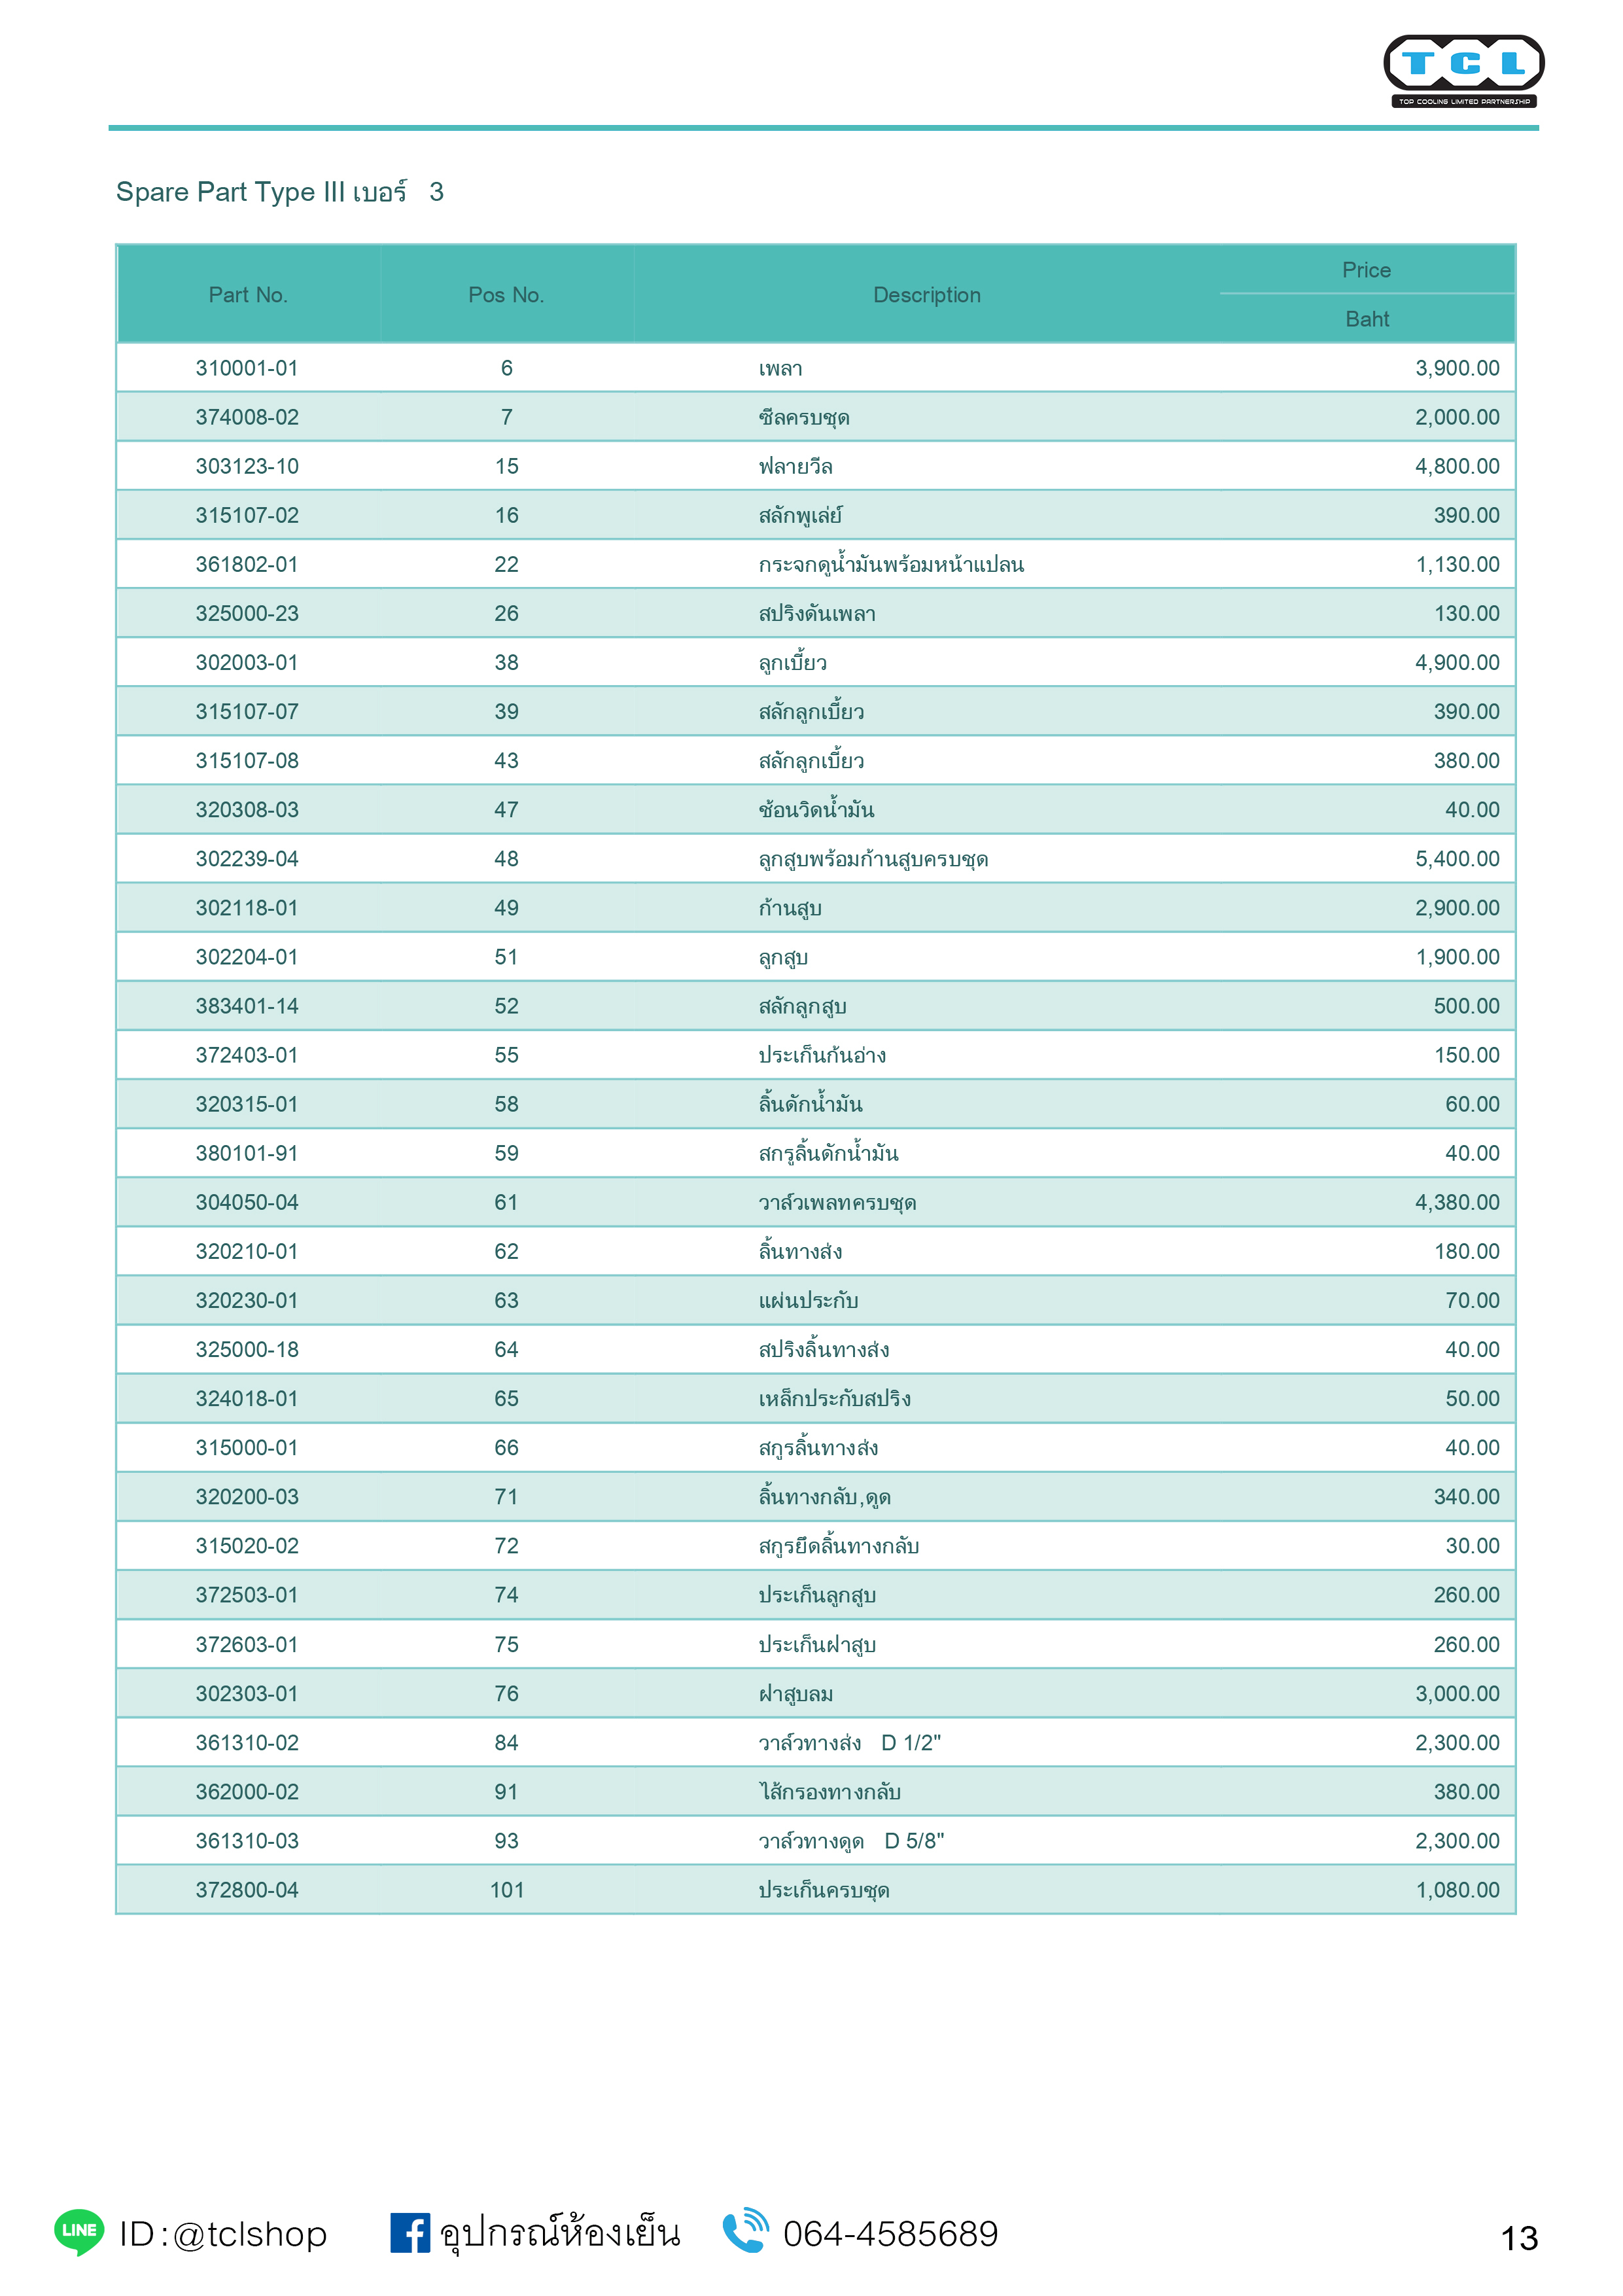 TCL
TOP COOLING LIMITED PARTNERSHIP
Spare Part Type III เบอร์ 3
Part No. Pos No. Description Price
Baht
310001-01 6 เพลา 3,900.00
374008-02 7 ซีลครบชุด 2,000.00
303123-10 15 ฟลายวีล 4,800.00
315107-02 16 สลักพูเล่ย์ 390.00
361802-01 22 กระจกดูน้ำมันพร้อมหน้าแปลน 1,130.00
325000-23 26 สปริงดันเพลา 130.00
302003-01 38 ลูกเบี้ยว 4,900.00
315107-07 39 สลักลูกเบี้ยว 390.00
315107-08 43 สลักลูกเบี้ยว 380.00
320308-03 47 ช้อนวิดน้ำมัน 40.00
302239-04 48 ลูกสูบพร้อมก้านสูบครบชุด 5,400.00
302118-01 49 ก้านสูบ 2,900.00
302204-01 51 ลูกสูบ 1,900.00
383401-14 52 สลักลูกสูบ 500.00
372403-01 55 ประเก็นก้นอ่าง 150.00
320315-01 58 ลิ้นดักน้ำมัน 60.00
380101-91 59 สกรูลิ้นดักน้ำมัน 40.00
304050-04 61 วาล์วเพลทครบชุด 4,380.00
320210-01 62 ลิ้นทางส่ง 180.00
320230-01 63 แผ่นประกับ 70.00
325000-18 64 สปริงลิ้นทางส่ง 40.00
324018-01 65 เหล็กประกับสปริง 50.00
315000-01 66 สกูรลิ้นทางส่ง 40.00
320200-03 71 ลิ้นทางกลับ,ดูด 340.00
315020-02 72 สกูรยึดลิ้นทางกลับ 30.00
372503-01 74 ประเก็นลูกสูบ 260.00
372603-01 75 ประเก็นฝาสูบ 260.00
302303-01 76 ฝาสูบลม 3,000.00
361310-02 84 วาล์วทางส่ง D 1/2" 2,300.00
362000-02 91 ไส้กรองทางกลับ 380.00
361310-03 93 วาล์วทางดูด D 5/8" 2,300.00
372800-04 101 ประเก็นครบชุด 1,080.00
LINE ID:@tclshop อุปกรณ์ห้องเย็น 064-4585689 13